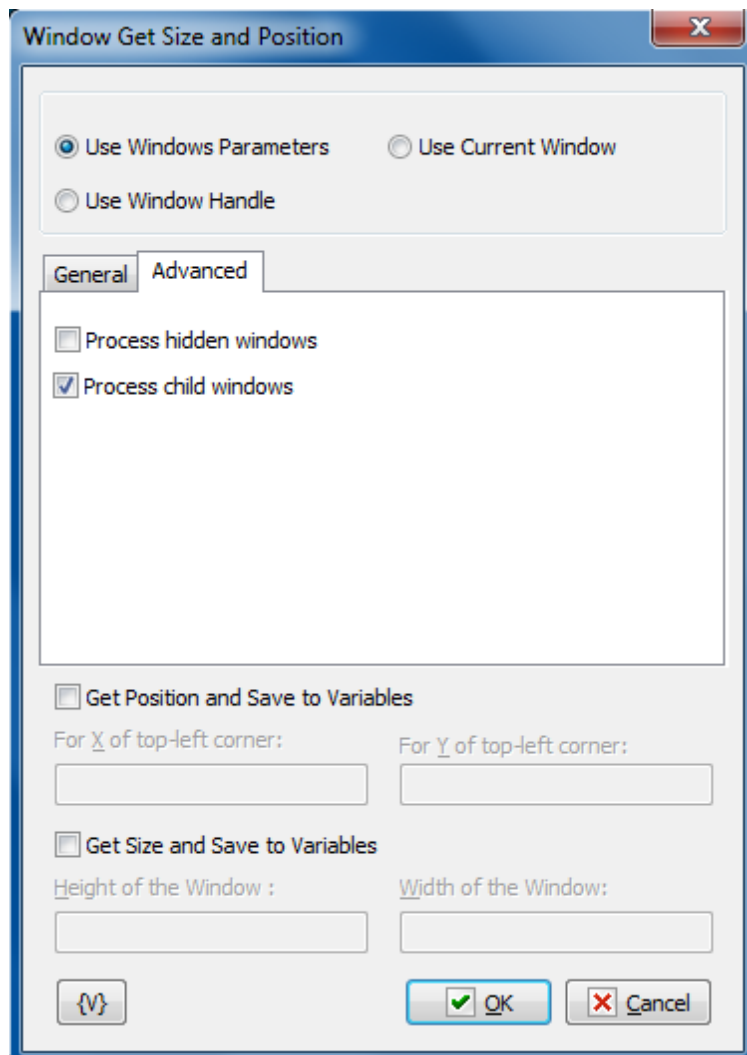 Window Get Size and Position
Use Windows Parameters
Use Current Window
Use Window Handle
General
Advanced
Process hidden windows
Process child windows
Get Position and Save to Variables
For X of top-left corner:
For Y of top-left corner:
Get Size and Save to Variables
Height of the Window :
Width of the Window:
{V}
OK
Cancel